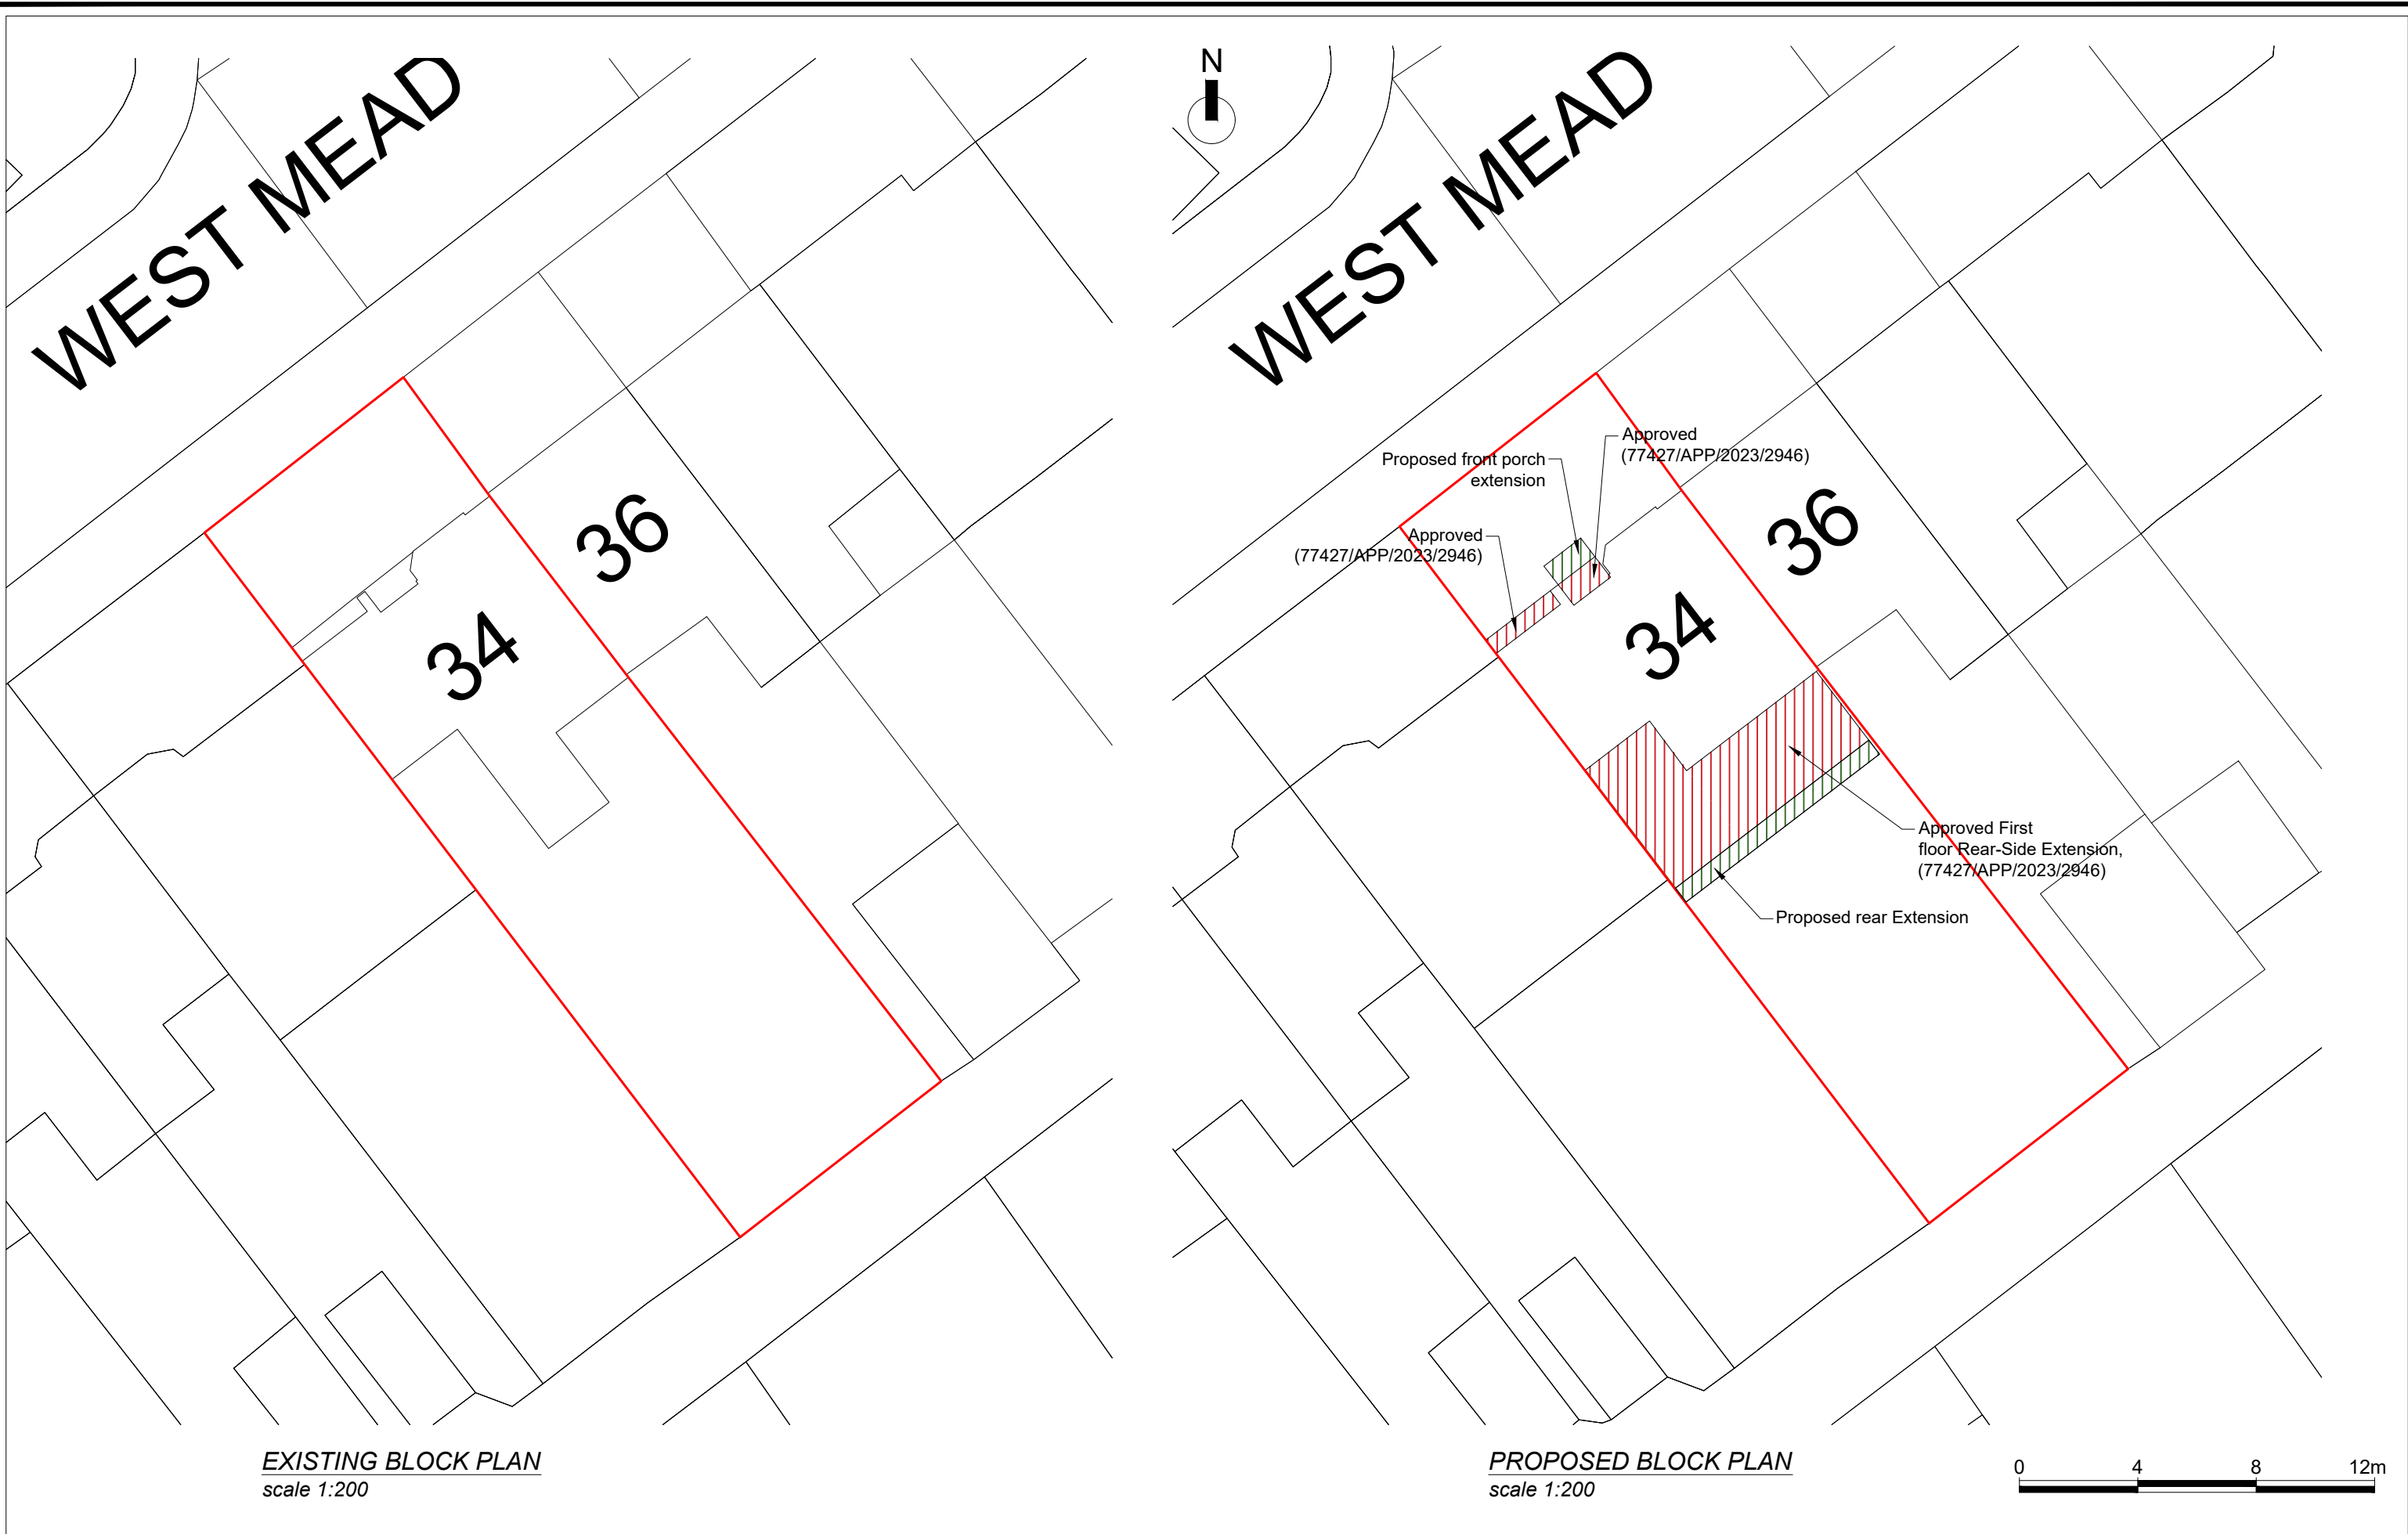 WEST MEAD
34
36
EXISTING BLOCK PLAN
scale 1:200
N
WEST MEAD
Approved
(77427/APP/2023/2946)
Proposed front porch
extension
Approved
(77427/APP/2023/2946)
36
34
Approved First
floor Rear-Side Extension,
(77427/APP/2023/2946)
Proposed rear Extension
PROPOSED BLOCK PLAN
scale 1:200
0 4 8 12m